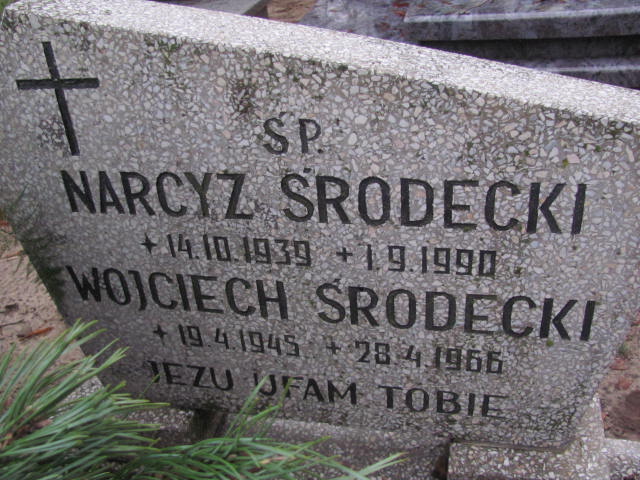 Ś.P.
NARCYZ ŚRODECKI
+ 14.10.1939 + 1.9.1990
WOJCIECH ŚRODECKI
+ 19.4.1945 + 28.4.1966
JEZU UFAM TOBIE